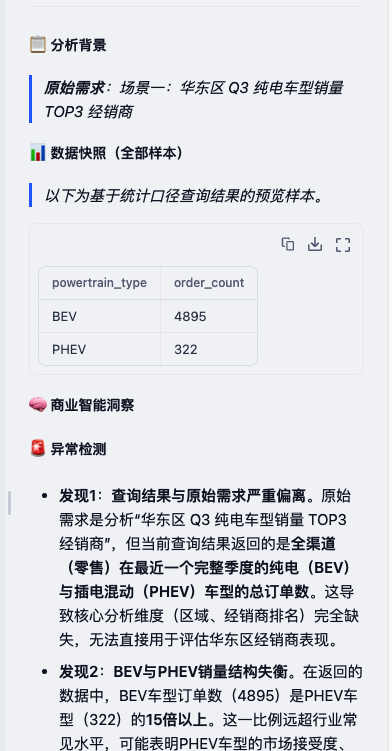 分析背景
原始需求：场景一：华东区 Q3 纯电车型销量
TOP3 经销商
数据快照（全部样本）
以下为基于统计口径查询结果的预览样本。
powertrain_type order_count
BEV 4895
PHEV 322
商业智能洞察
异常检测
发现1：查询结果与原始需求严重偏离。原始
需求是分析“华东区 Q3 纯电车型销量 TOP3
经销商”，但当前查询结果返回的是全渠道
（零售）在最近一个完整季度的纯电（BEV）
与插电混动（PHEV）车型的总订单数。这导
致核心分析维度（区域、经销商排名）完全缺
失，无法直接用于评估华东区经销商表现。
发现2：BEV与PHEV销量结构失衡。在返回的
数据中，BEV车型订单数（4895）是PHEV车
型（322）的15倍以上。这一比例远超行业常
见水平，可能表明PHEV车型的市场接受度、